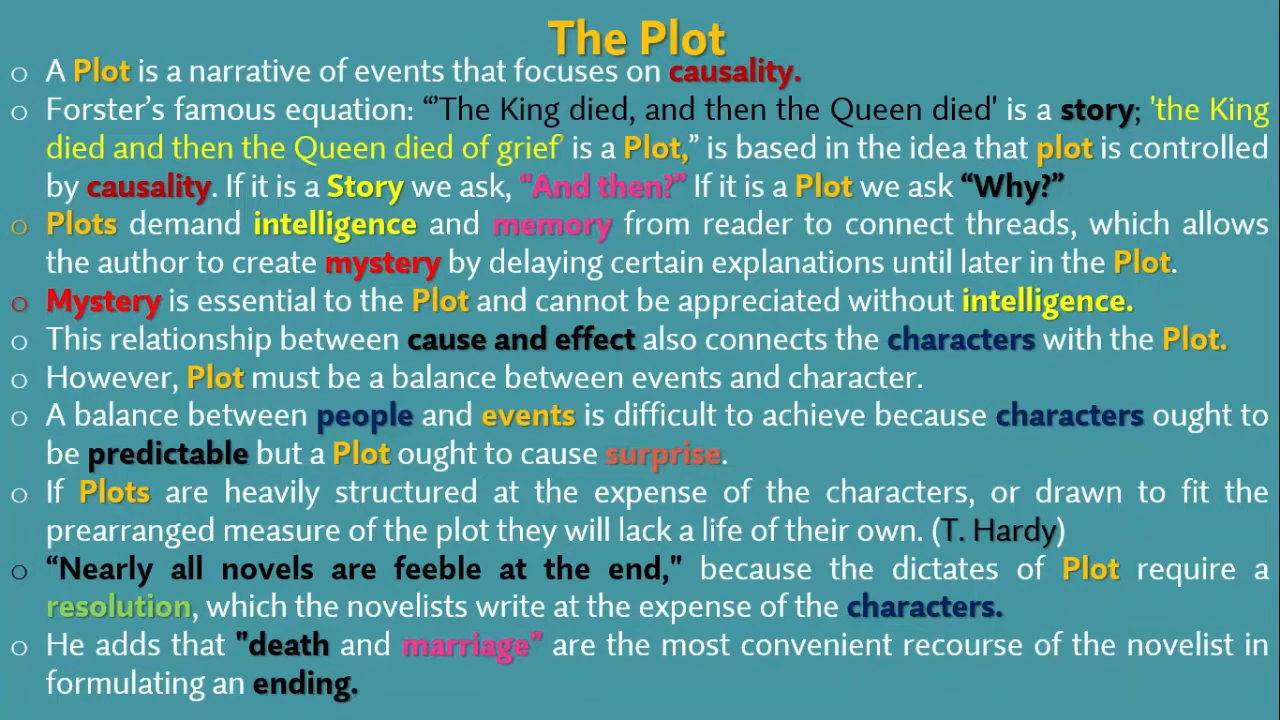 The Plot
o A Plot is a narrative of events that focuses on causality.
o Forster’s famous equation: “'The King died, and then the Queen died' is a story; 'the King
died and then the Queen died of grief' is a Plot,” is based in the idea that plot is controlled
by causality. If it is a Story we ask, “And then?” If it is a Plot we ask “Why?”
o Plots demand intelligence and memory from reader to connect threads, which allows
the author to create mystery by delaying certain explanations until later in the Plot.
o Mystery is essential to the Plot and cannot be appreciated without intelligence.
o This relationship between cause and effect also connects the characters with the Plot.
o However, Plot must be a balance between events and character.
o A balance between people and events is difficult to achieve because characters ought to
be predictable but a Plot ought to cause surprise.
o If Plots are heavily structured at the expense of the characters, or drawn to fit the
prearranged measure of the plot they will lack a life of their own. (T. Hardy)
o “Nearly all novels are feeble at the end," because the dictates of Plot require a
resolution, which the novelists write at the expense of the characters.
o He adds that "death and marriage" are the most convenient recourse of the novelist in
formulating an ending.